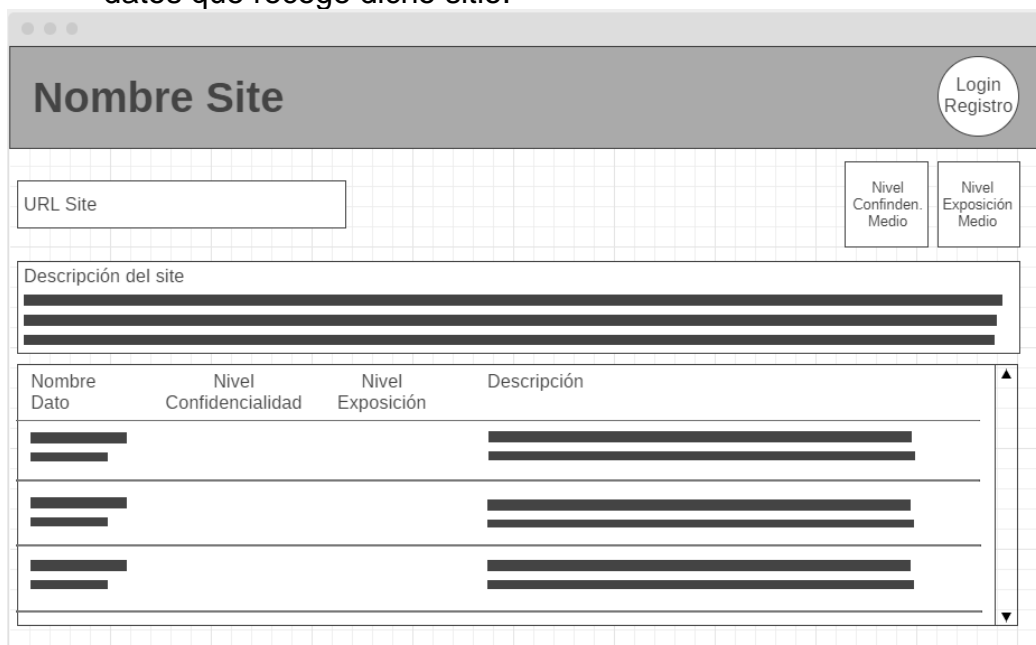 datos que recoge dicho sitio.
Nombre Site
Login
Registro
URL Site
Nivel
Confinden.
Medio
Nivel
Exposición
Medio
Descripción del site
Nombre
Dato
Nivel
Confidencialidad
Nivel
Exposición
Descripción